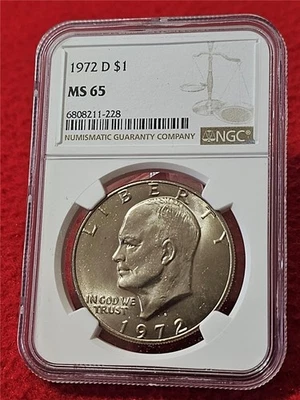 1972 D $1
MS 65
6808211-228
NUMISMATIC GUARANTY COMPANY
NGC
LIBERTY
IN GOD WE
TRUST
1972